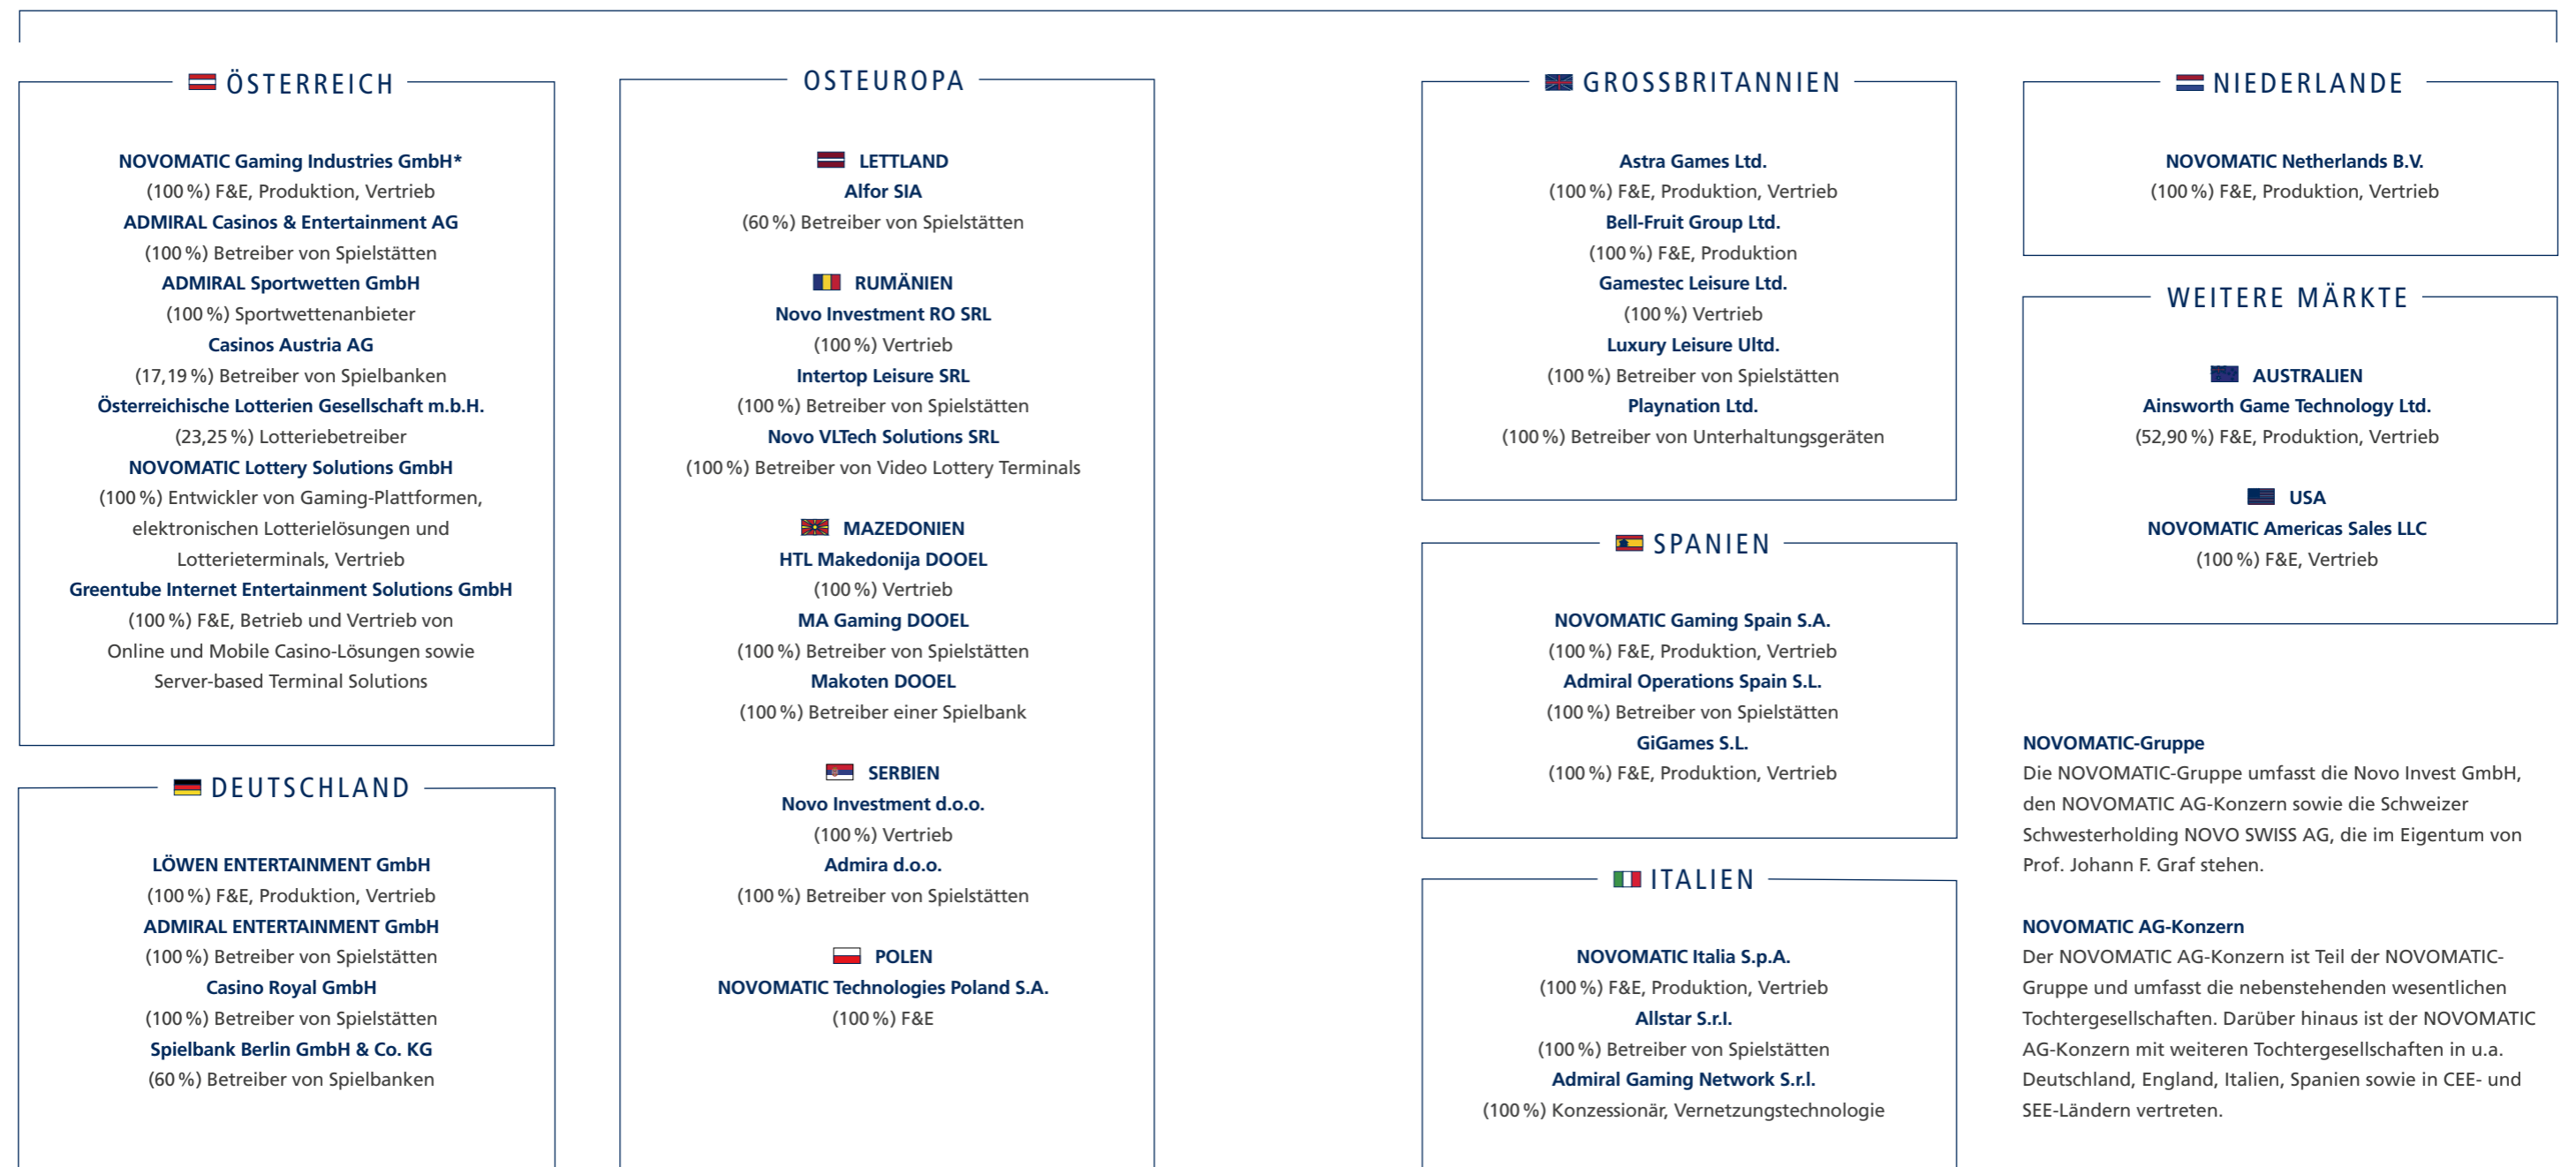 ÖSTERREICH
NOVOMATIC Gaming Industries GmbH*
(100 %) F&E, Produktion, Vertrieb
ADMIRAL Casinos & Entertainment AG
(100 %) Betreiber von Spielstätten
ADMIRAL Sportwetten GmbH
(100 %) Sportwettenanbieter
Casinos Austria AG
(17,19 %) Betreiber von Spielbanken
Österreichische Lotterien Gesellschaft m.b.H.
(23,25 %) Lotteriebetreiber
NOVOMATIC Lottery Solutions GmbH
(100 %) Entwickler von Gaming-Plattformen,
elektronischen Lotterielösungen und
Lotterieterminals, Vertrieb
Greentube Internet Entertainment Solutions GmbH
(100 %) F&E, Betrieb und Vertrieb von
Online und Mobile Casino-Lösungen sowie
Server-based Terminal Solutions
DEUTSCHLAND
LÖWEN ENTERTAINMENT GmbH
(100 %) F&E, Produktion, Vertrieb
ADMIRAL ENTERTAINMENT GmbH
(100 %) Betreiber von Spielstätten
Casino Royal GmbH
(100 %) Betreiber von Spielstätten
Spielbank Berlin GmbH & Co. KG
(60 %) Betreiber von Spielbanken
OSTEUROPA
LETTLAND
Alfor SIA
(60 %) Betreiber von Spielstätten
RUMÄNIEN
Novo Investment RO SRL
(100 %) Vertrieb
Intertop Leisure SRL
(100 %) Betreiber von Spielstätten
Novo VLTech Solutions SRL
(100 %) Betreiber von Video Lottery Terminals
MAZEDONIEN
HTL Makedonija DOOEL
(100 %) Vertrieb
MA Gaming DOOEL
(100 %) Betreiber von Spielstätten
Makoten DOOEL
(100 %) Betreiber einer Spielbank
SERBIEN
Novo Investment d.o.o.
(100 %) Vertrieb
Admira d.o.o.
(100 %) Betreiber von Spielstätten
POLEN
NOVOMATIC Technologies Poland S.A.
(100 %) F&E
GROSSBRITANNIEN
Astra Games Ltd.
(100 %) F&E, Produktion, Vertrieb
Bell-Fruit Group Ltd.
(100 %) F&E, Produktion
Gamestec Leisure Ltd.
(100 %) Vertrieb
Luxury Leisure Ultd.
(100 %) Betreiber von Spielstätten
Playnation Ltd.
(100 %) Betreiber von Unterhaltungsgeräten
SPANIEN
NOVOMATIC Gaming Spain S.A.
(100 %) F&E, Produktion, Vertrieb
Admiral Operations Spain S.L.
(100 %) Betreiber von Spielstätten
GiGames S.L.
(100 %) F&E, Produktion, Vertrieb
ITALIEN
NOVOMATIC Italia S.p.A.
(100 %) F&E, Produktion, Vertrieb
Allstar S.r.l.
(100 %) Betreiber von Spielstätten
Admiral Gaming Network S.r.l.
(100 %) Konzessionär, Vernetzungstechnologie
NIEDERLANDE
NOVOMATIC Netherlands B.V.
(100 %) F&E, Produktion, Vertrieb
WEITERE MÄRKTE
AUSTRALIEN
Ainsworth Game Technology Ltd.
(52,90 %) F&E, Produktion, Vertrieb
USA
NOVOMATIC Americas Sales LLC
(100 %) F&E, Vertrieb
NOVOMATIC-Gruppe
Die NOVOMATIC-Gruppe umfasst die Novo Invest GmbH,
den NOVOMATIC AG-Konzern sowie die Schweizer
Schwesterholding NOVO SWISS AG, die im Eigentum von
Prof. Johann F. Graf stehen.
NOVOMATIC AG-Konzern
Der NOVOMATIC AG-Konzern ist Teil der NOVOMATIC-
Gruppe und umfasst die nebenstehenden wesentlichen
Tochtergesellschaften. Darüber hinaus ist der NOVOMATIC
AG-Konzern mit weiteren Tochtergesellschaften in u.a.
Deutschland, England, Italien, Spanien sowie in CEE- und
SEE-Ländern vertreten.